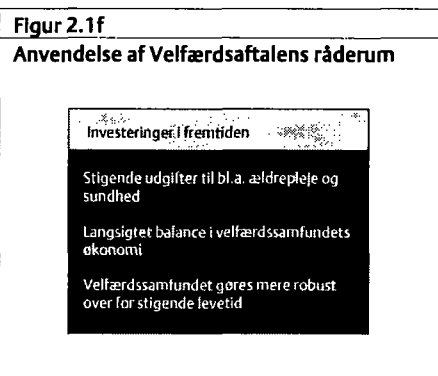 Figur 2.1f
Anvendelse af Velfærdsaftalens råderum
Investeringer i fremtiden
Stigende udgifter til bl.a. ældrepleje og
sundhed
Langsigtet balance i velfærdssamfundets
økonomi
Velfærdssamfundet gøres mere robust
over for stigende levetid